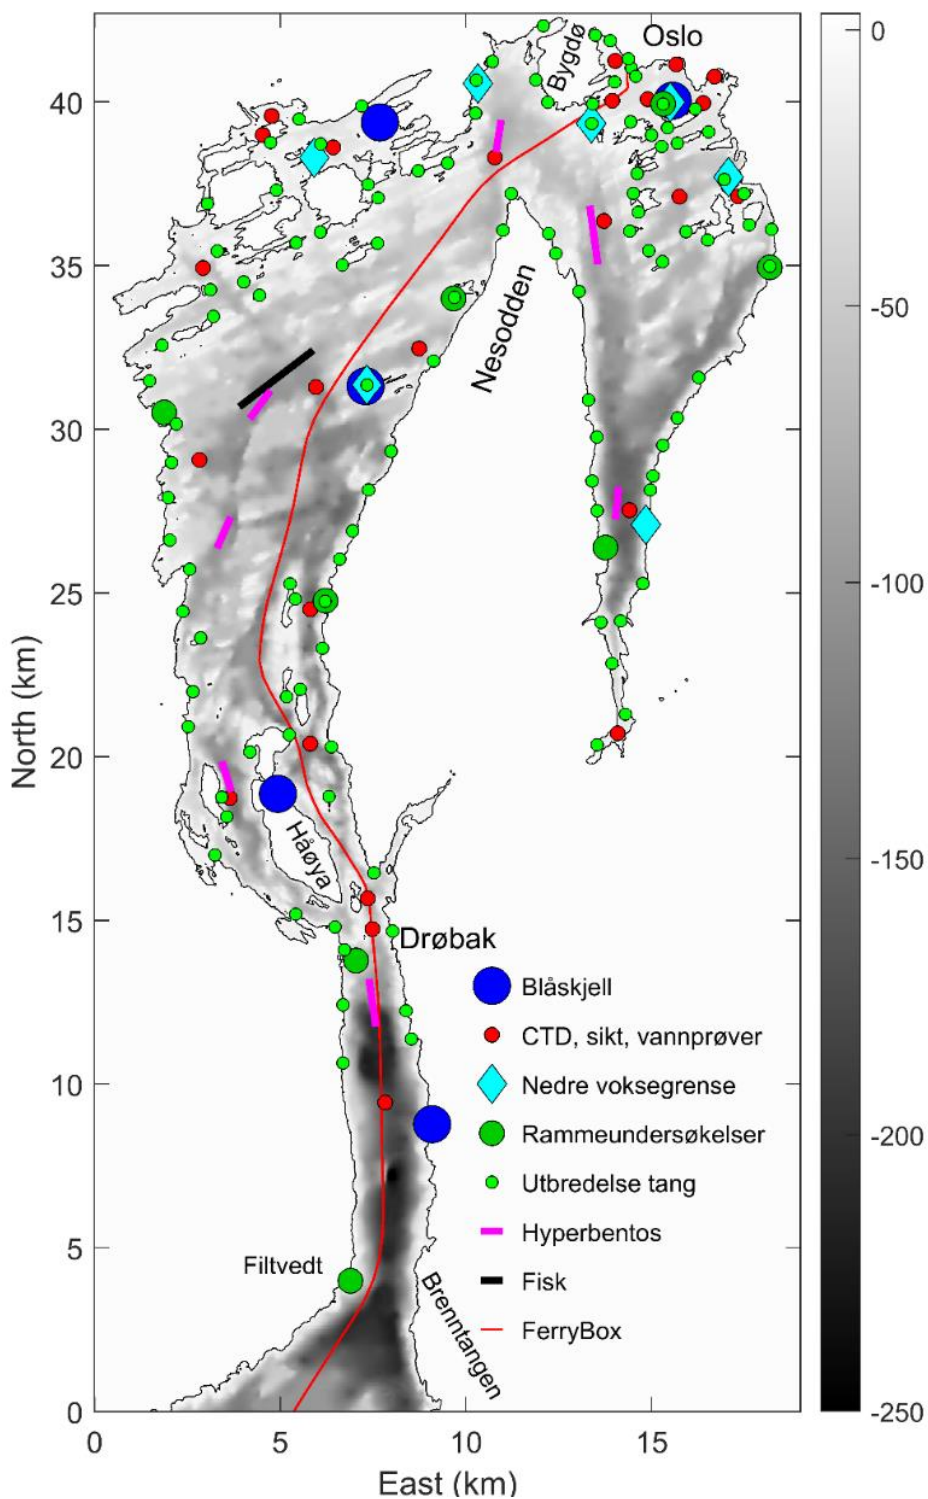 Bygdø
Oslo
Nesodden
Håøya
Drøbak
Blåskjell
CTD, sikt, vannprøver
Nedre voksegrense
Rammeundersøkelser
Utbredelse tang
Hyperbentos
Fisk
FerryBox
Filtvedt
Brenntangen
40
35
30
25
20
15
10
5
0
North (km)
0
5
10
15
East (km)
0
-50
-100
-150
-200
-250